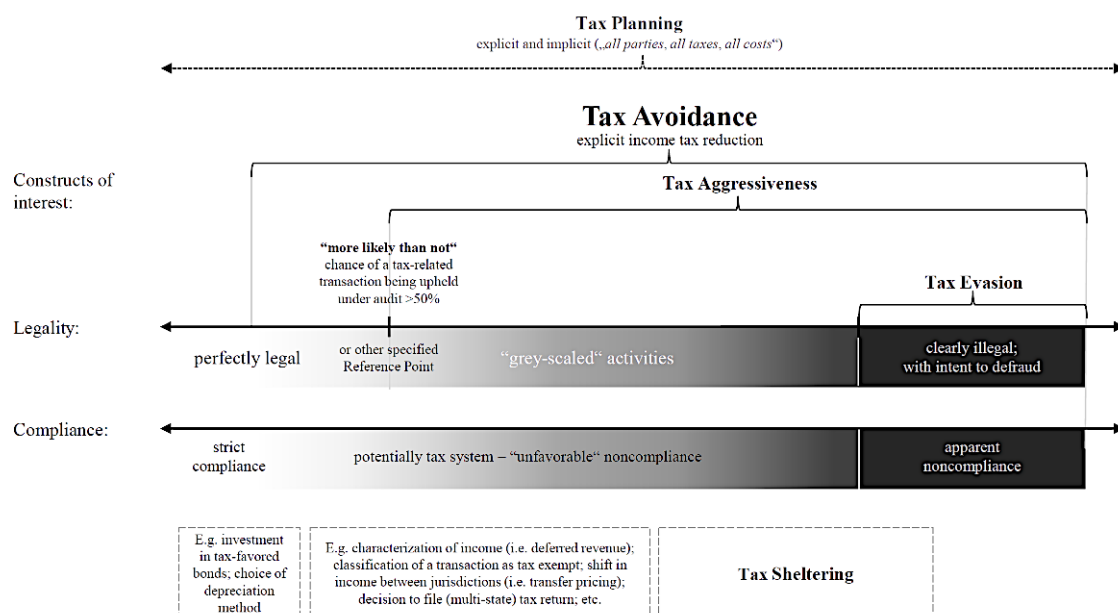 Tax Planning
explicit and implicit („all parties, all taxes, all costs“)
Tax Avoidance
explicit income tax reduction
Constructs of
interest:
Tax Aggressiveness
“more likely than not“
chance of a tax-related
transaction being upheld
under audit >50%
Tax Evasion
Legality:
perfectly legal
or other specified
Reference Point
“grey-scaled“ activities
clearly illegal;
with intent to defraud
Compliance:
strict
compliance
potentially tax system – “unfavorable“ noncompliance
apparent
noncompliance
E.g. investment
in tax-favored
bonds; choice of
depreciation
method
E.g. characterization of income (i.e. deferred revenue);
classification of a transaction as tax exempt; shift in
income between jurisdictions (i.e. transfer pricing);
decision to file (multi-state) tax return; etc.
Tax Sheltering